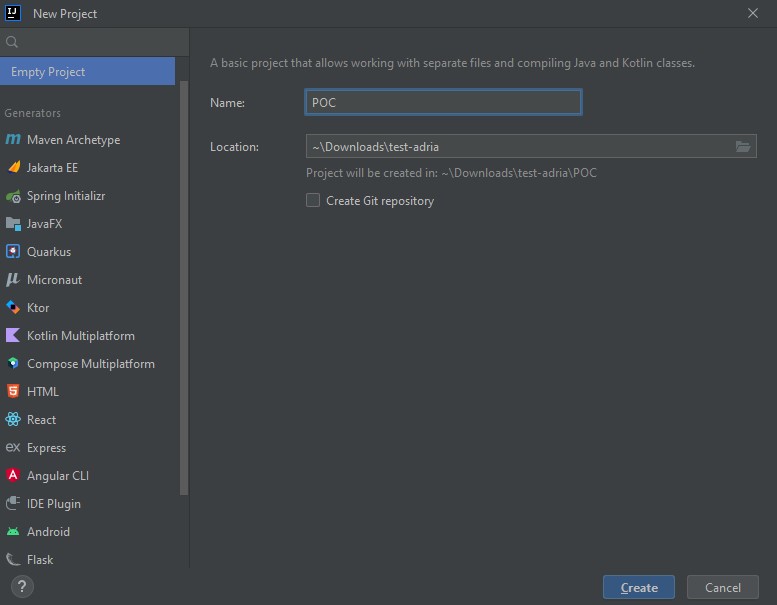 New Project
Empty Project
Generators
Maven Archetype
Jakarta EE
Spring Initializr
JavaFX
Quarkus
Micronaut
Ktor
Kotlin Multiplatform
Compose Multiplatform
HTML
React
ex Express
Angular CLI
IDE Plugin
Android
Flask
A basic project that allows working with separate files and compiling Java and Kotlin classes.
Name: POC
Location: ~\Downloads\test-adria
Project will be created in: ~\Downloads\test-adria\POC
Create Git repository
? Create Cancel